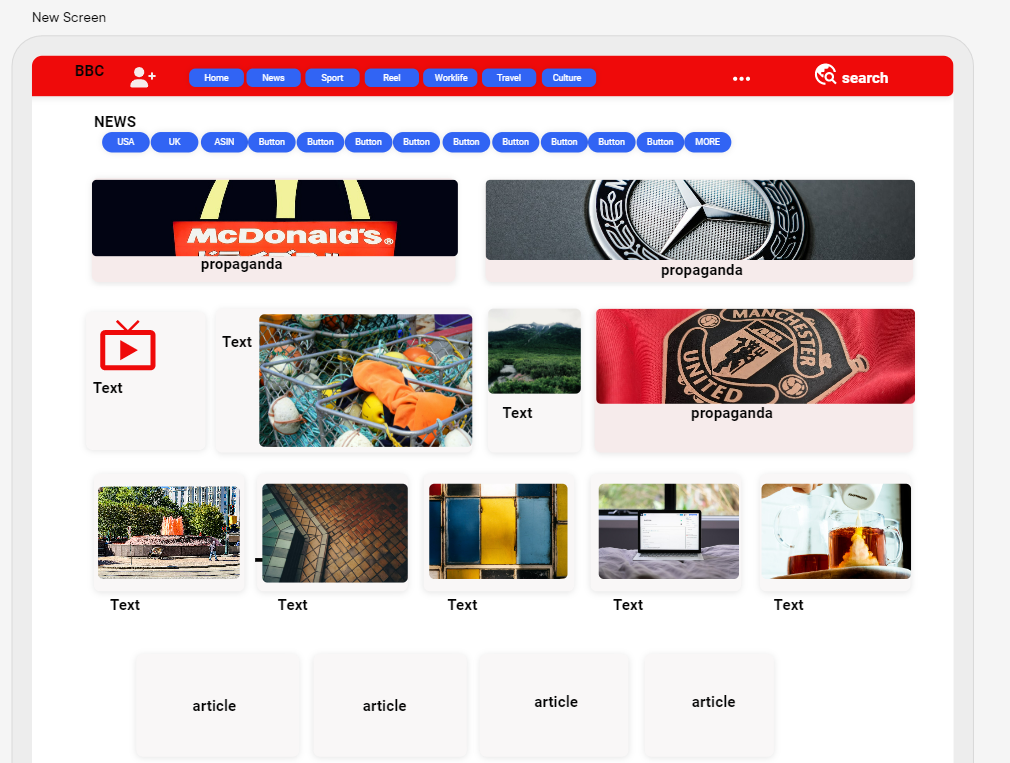 New Screen
BBC
Home News Sport Reel Worklife Travel Culture
search
NEWS
USA UK ASIN Button Button Button Button Button Button Button Button Button MORE
McDonald's®
propaganda
propaganda
Text
Text
Text
MANCHESTER
UNITED
propaganda
Text
Text
Text
Text
Text
article
article
article
article